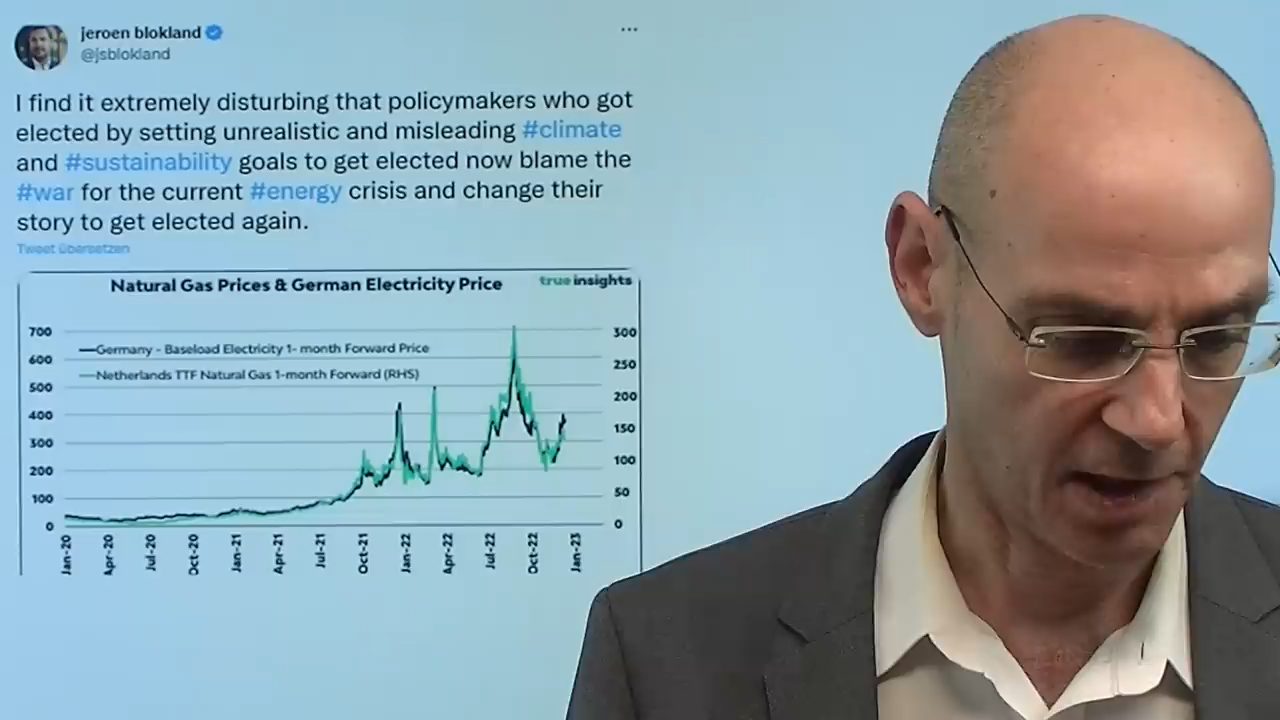 jeroen blokland
@jsblokland
I find it extremely disturbing that policymakers who got
elected by setting unrealistic and misleading #climate
and #sustainability goals to get elected now blame the
#war for the current #energy crisis and change their
story to get elected again.
Tweet übersetzen
Natural Gas Prices & German Electricity Price
true insights
700
600
500
400
300
200
100
0
Germany - Baseload Electricity 1- month Forward Price
Netherlands TTF Natural Gas 1-month Forward (RHS)
300
250
200
150
100
50
0
Jan-20
Apr-20
Jul-20
Oct-20
Jan-21
Apr-21
Jul-21
Oct-21
Jan-22
Apr-22
Jul-22
Oct-22
Jan-23